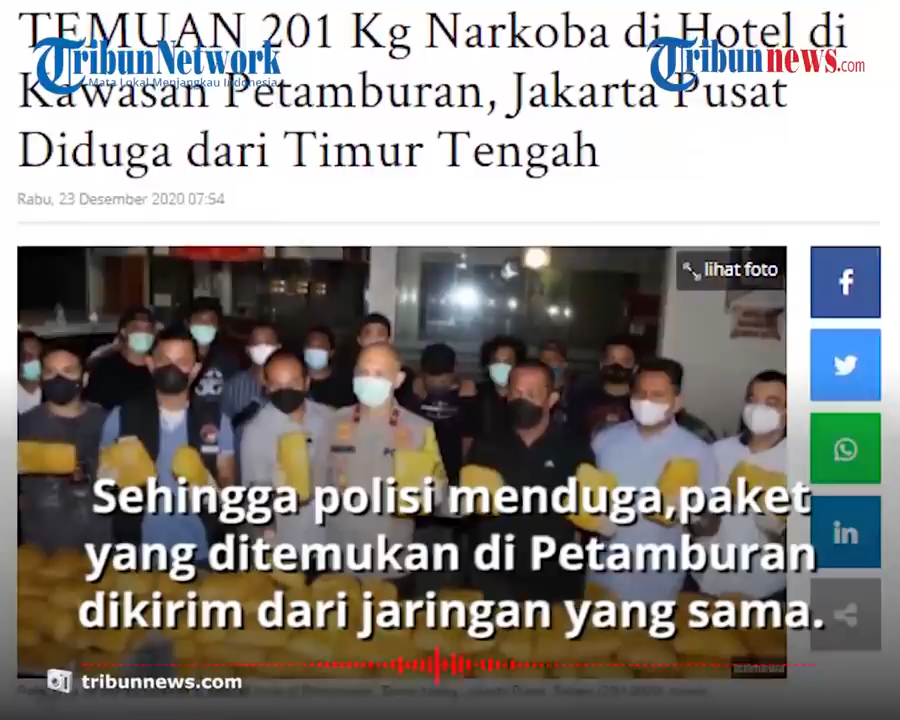 TEMUAN 201 Kg Narkoba di Hotel di
TribunNetwork
Mata Lokal Menjangkau Indonesia
Tribunnews.com
Kawasan Petamburan, Jakarta Pusat
Diduga dari Timur Tengah
Rabu, 23 Desember 2020 07:54
lihat foto
Sehingga polisi menduga,paket
yang ditemukan di Petamburan
dikirim dari jaringan yang sama.
tribunnews.com